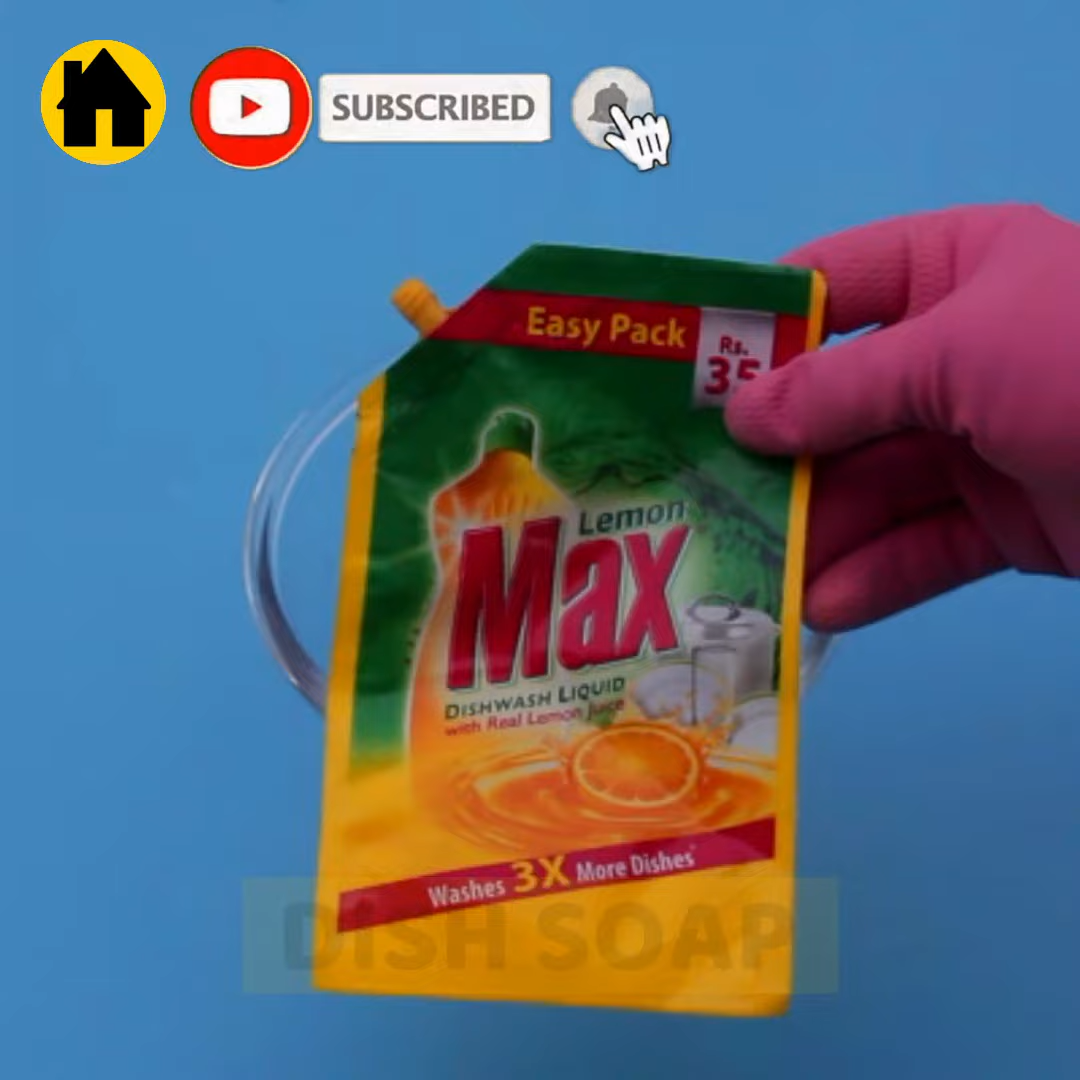 SUBSCRIBED
Easy Pack
Rs.
35
Lemon
Max
DISHWASH LIQUID
with Real Lemon Juice
Washes 3X More Dishes*
DISH SOAP